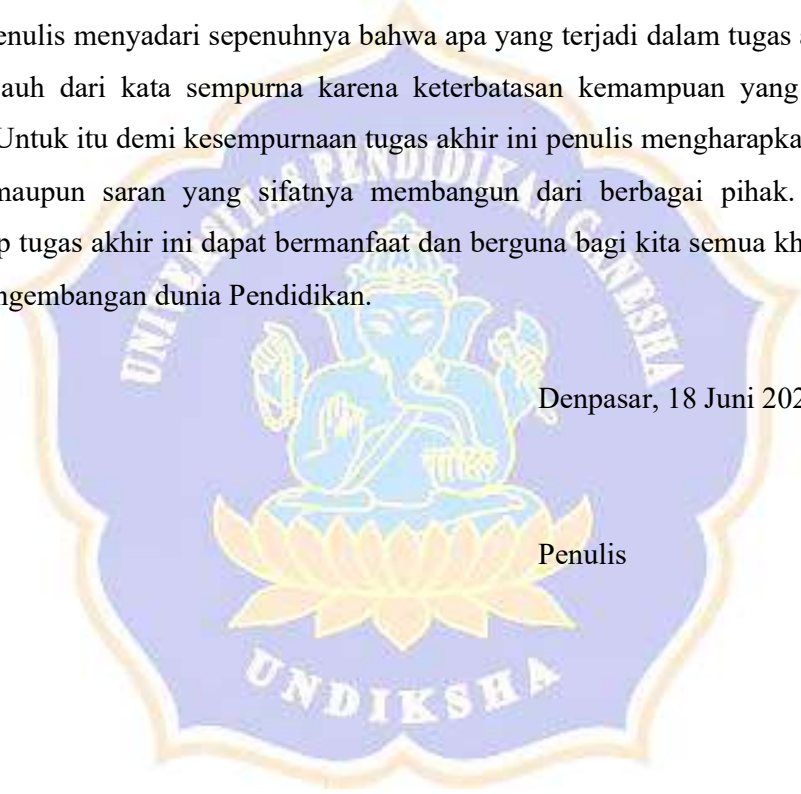 enulis menyadari sepenuhnya bahwa apa yang terjadi dalam tugas
auh dari kata sempurna karena keterbatasan kemampuan yang
Untuk itu demi kesempurnaan tugas akhir ini penulis mengharapka
maupun saran yang sifatnya membangun dari berbagai pihak.
p tugas akhir ini dapat bermanfaat dan berguna bagi kita semua kh
ngembangan dunia Pendidikan.
UNIVERSITAS PENDIDIKAN GANESHA
Denpasar, 18 Juni 202
Penulis
UNDIKSHA